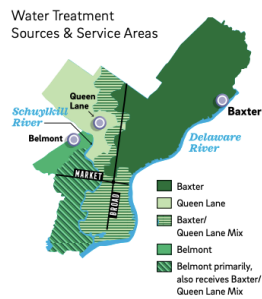 Water Treatment
Sources & Service Areas
Queen
Lane
Schuylkill
River
Baxter
Belmont
Delaware
River
MARKET
BROAD
Baxter
Queen Lane
Baxter/
Queen Lane Mix
Belmont
Belmont primarily,
also receives Baxter/
Queen Lane Mix